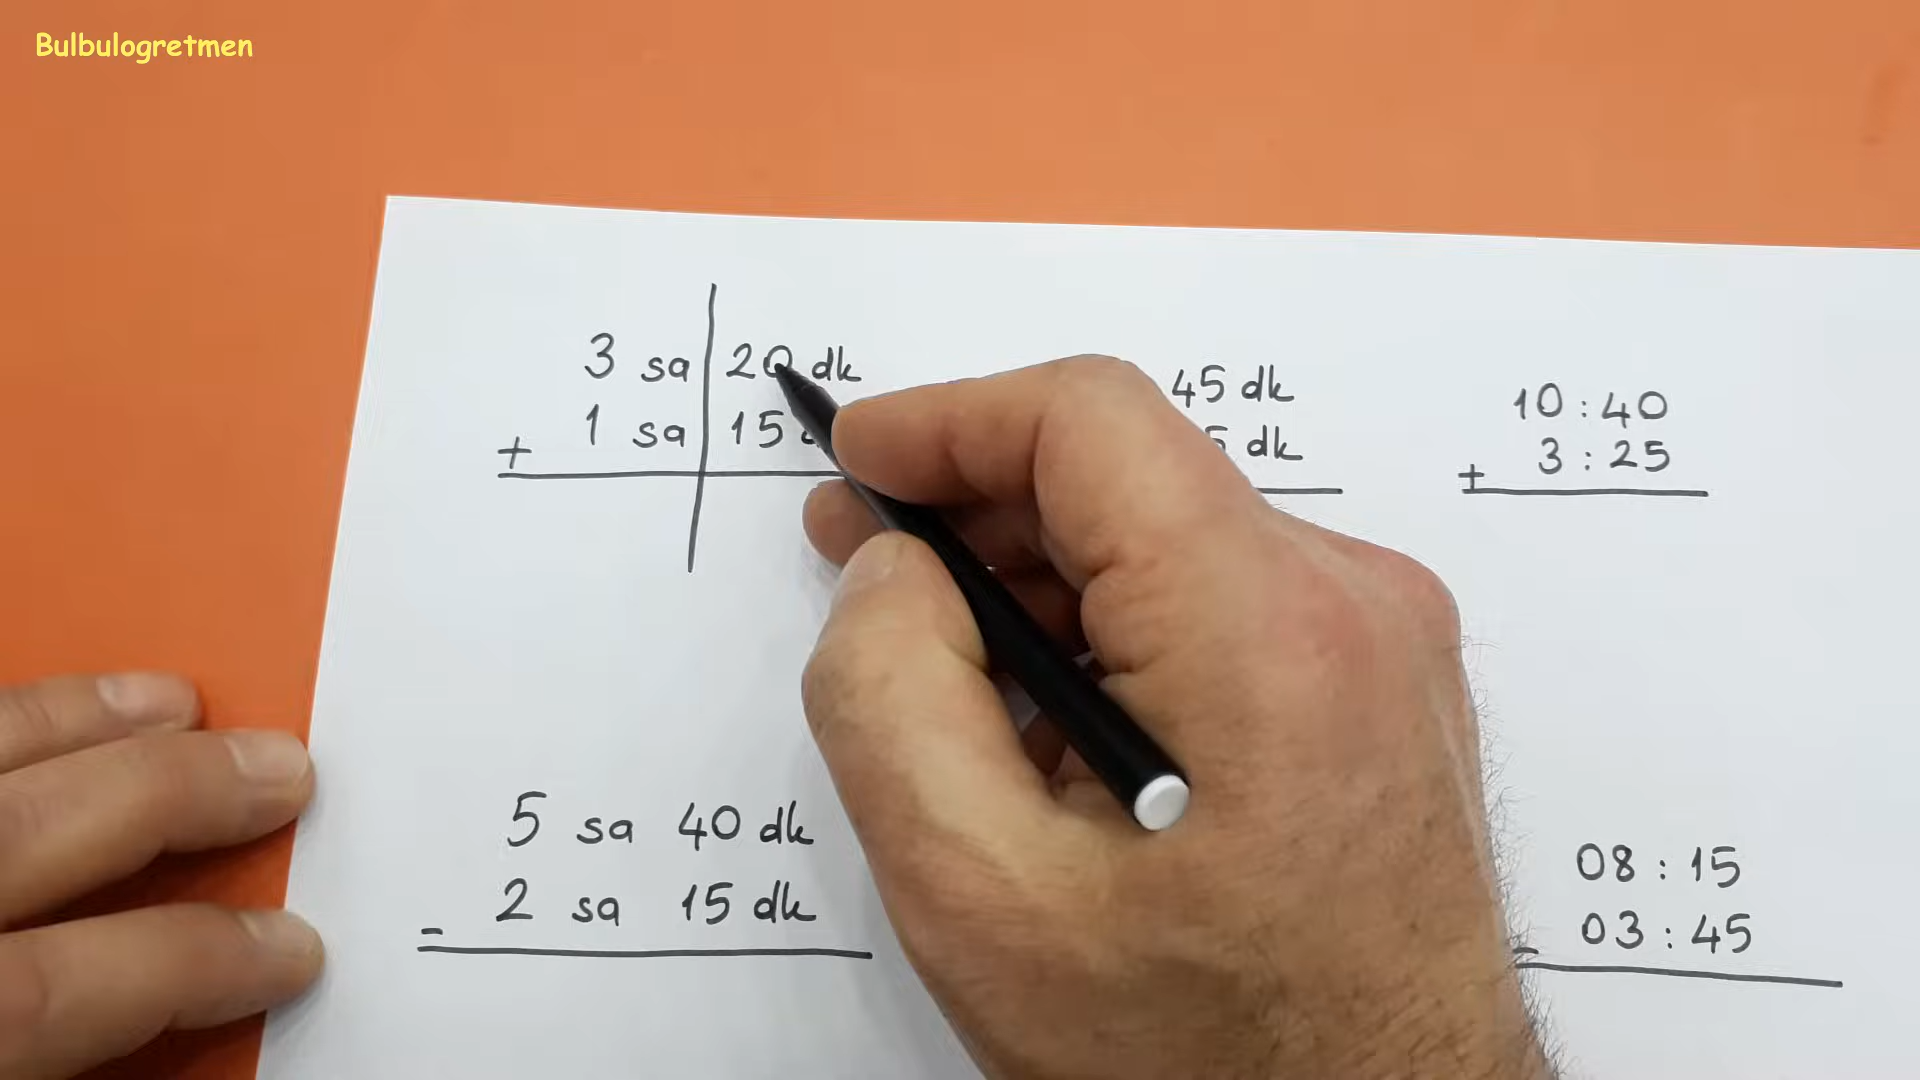 Bulbulogretmen
3 sa 20 dk
1 sa 15
+
45 dk
dk
10 : 40
3 : 25
+
5 sa 40 dk
2 sa 15 dk
-
08 : 15
03 : 45
-